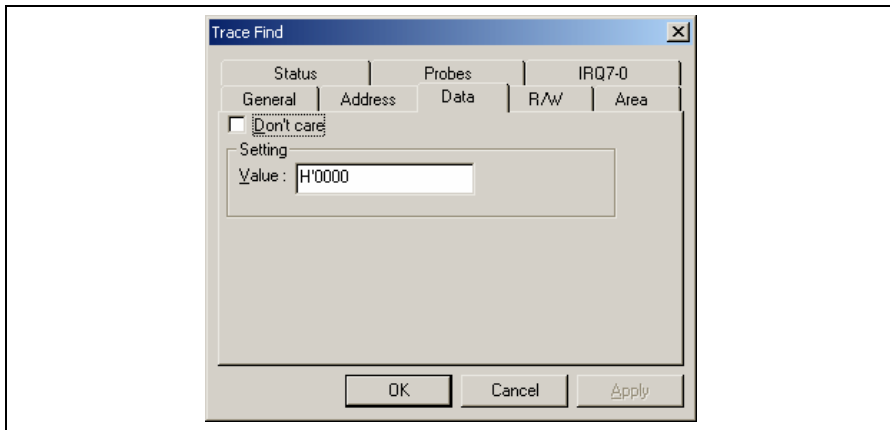 Trace Find
Status Probes IRQ7-0
General Address Data R/W Area
Don't care
Setting
Value : H'0000
OK Cancel Apply